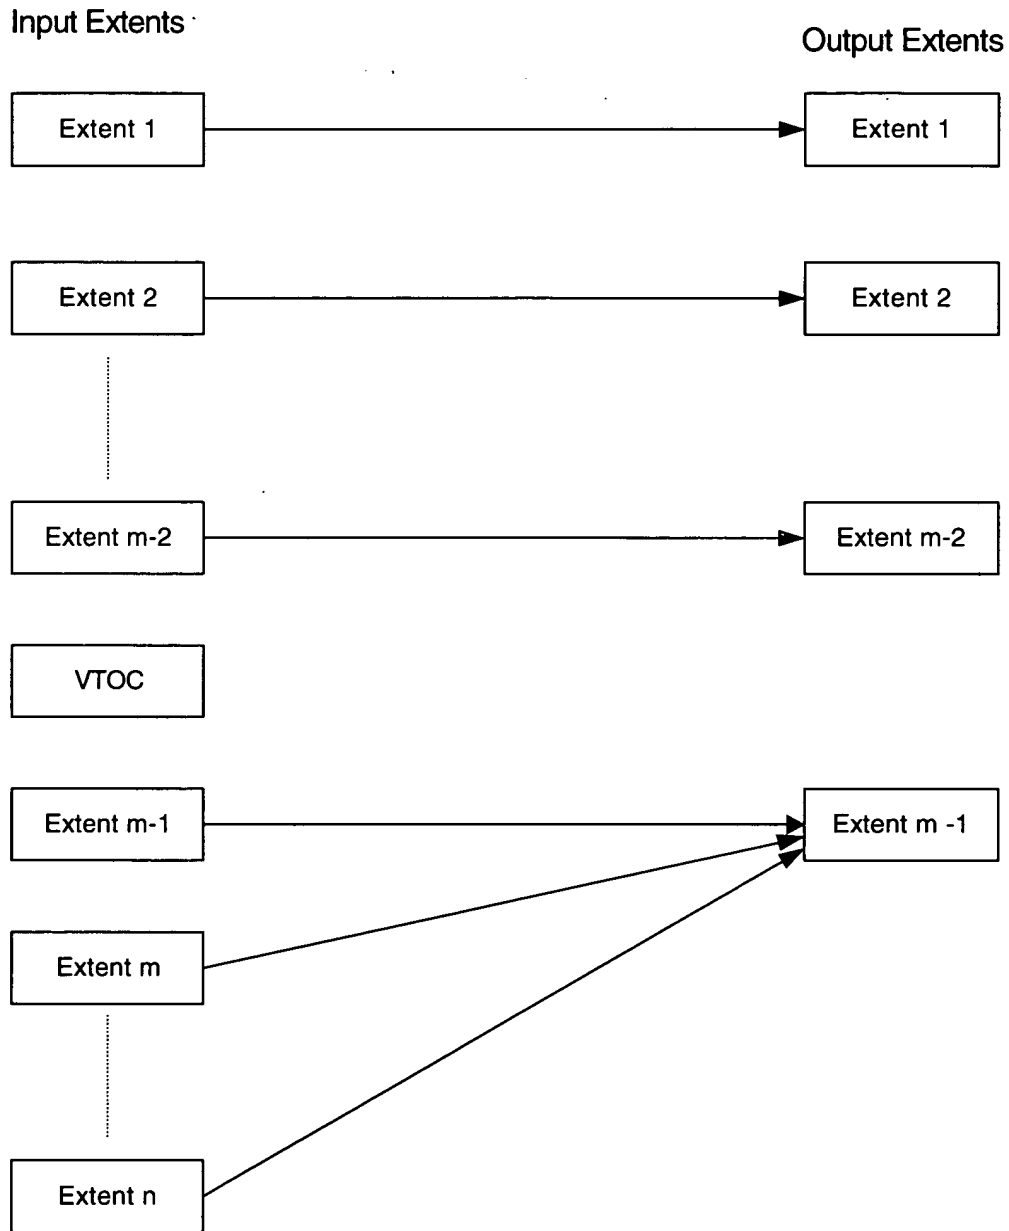 Input Extents
Output Extents
Extent 1
Extent 1
Extent 2
Extent 2
Extent m-2
Extent m-2
VTOC
Extent m-1
Extent m -1
Extent m
Extent n